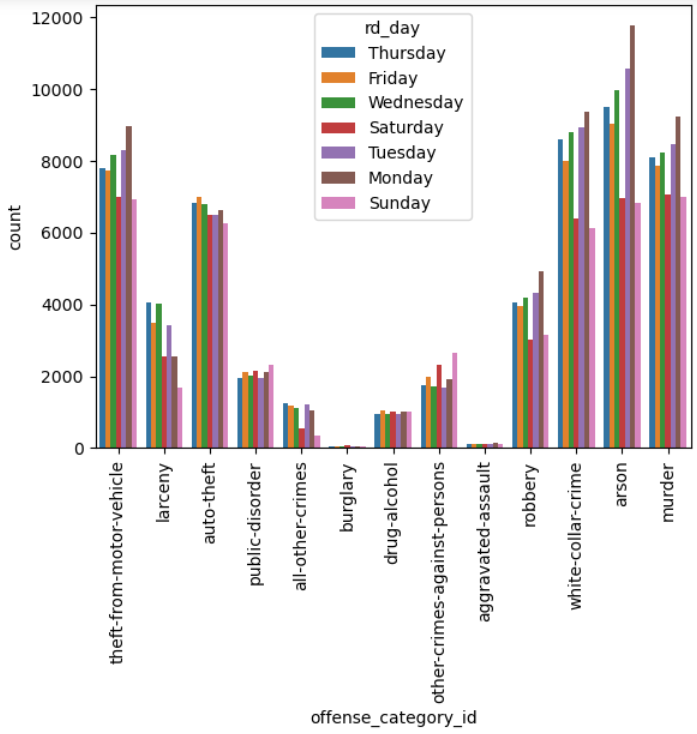 12000
10000
8000
6000
4000
2000
0
count
rd_day
Thursday
Friday
Wednesday
Saturday
Tuesday
Monday
Sunday
theft-from-motor-vehicle
larceny
auto-theft
public-disorder
all-other-crimes
burglary
drug-alcohol
other-crimes-against-persons
aggravated-assault
robbery
white-collar-crime
arson
murder
offense_category_id